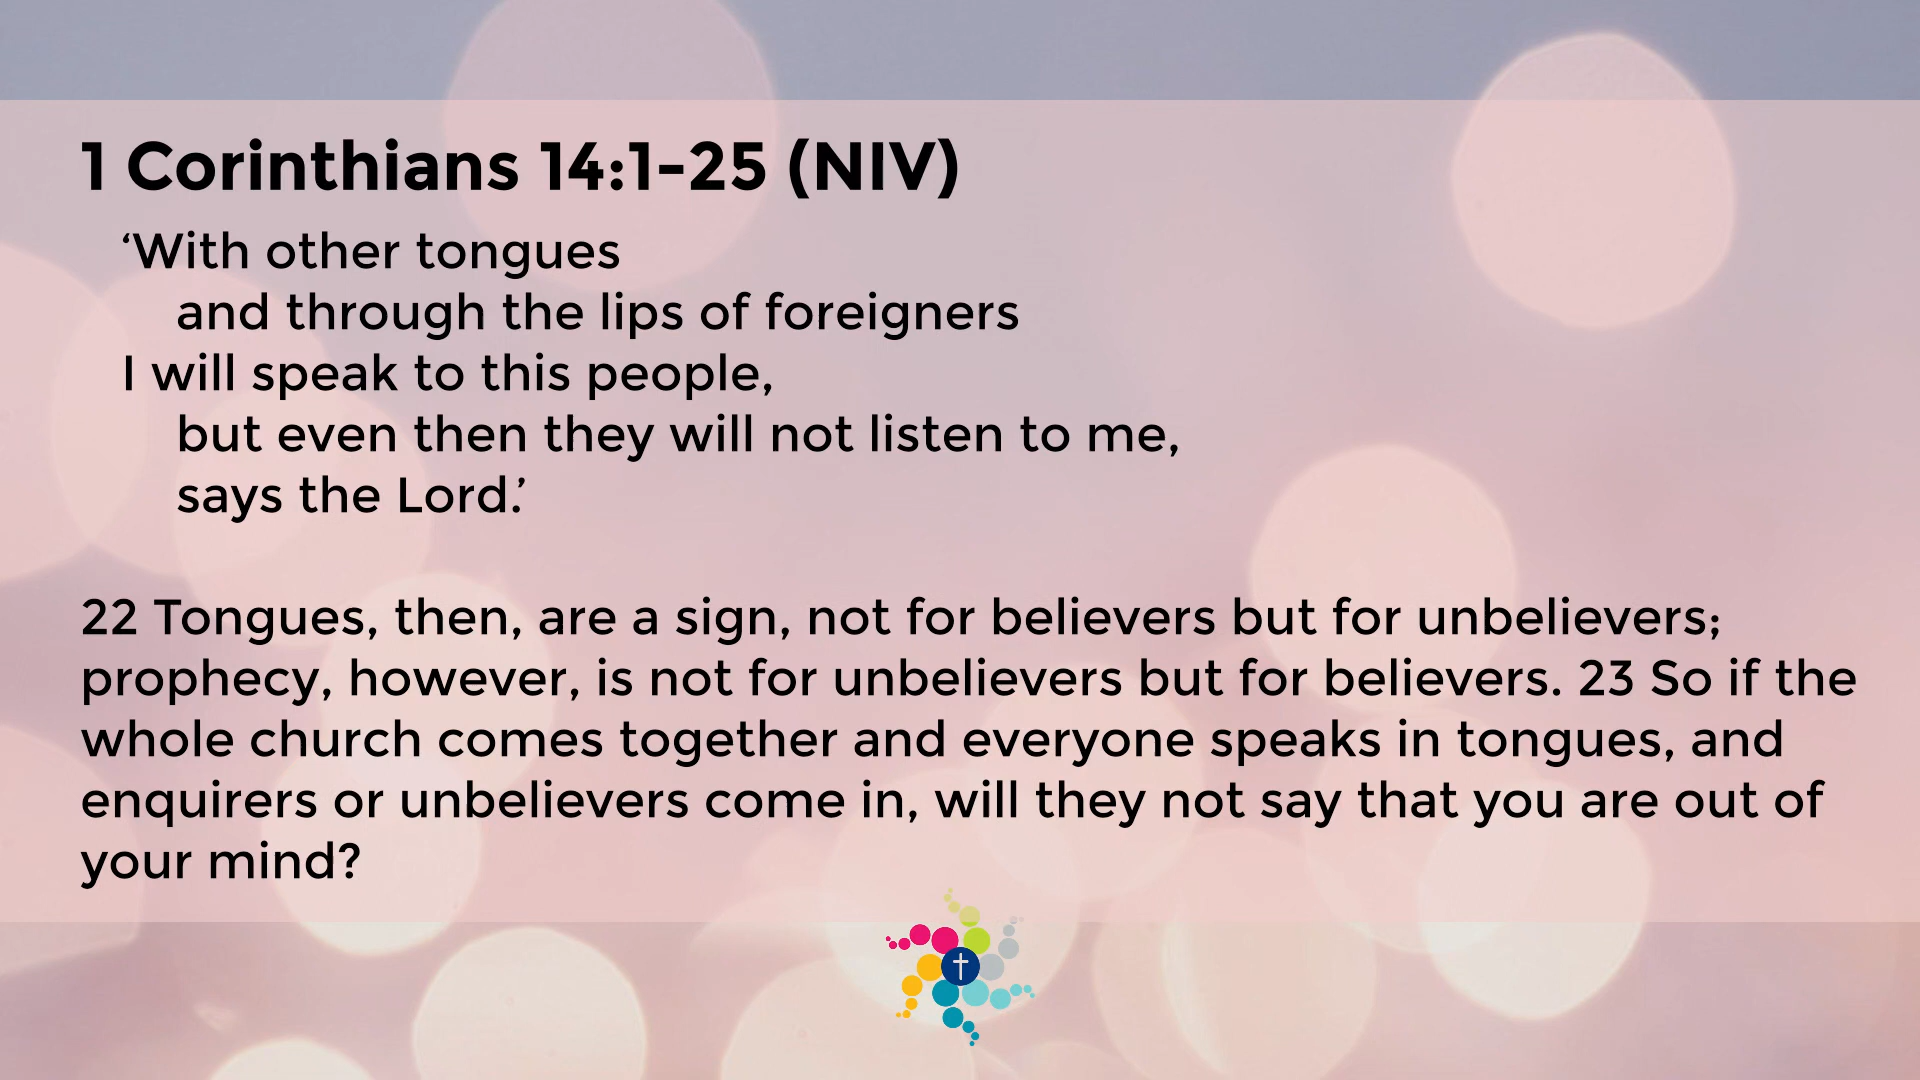 1 Corinthians 14:1-25 (NIV)
‘With other tongues
and through the lips of foreigners
I will speak to this people,
but even then they will not listen to me,
says the Lord.’
22 Tongues, then, are a sign, not for believers but for unbelievers;
prophecy, however, is not for unbelievers but for believers. 23 So if the
whole church comes together and everyone speaks in tongues, and
enquirers or unbelievers come in, will they not say that you are out of
your mind?